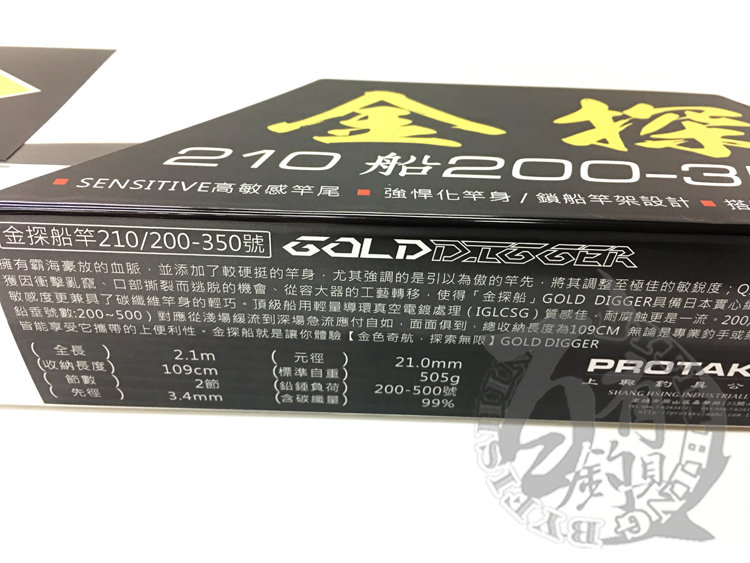 金探
210 船200-35
SENSITIVE高敏感竿尾 ▪ 強悍化竿身/鎖船竿架設計 ▪ 搭
金探船竿210/200-350號 GOLD DIGGER
擁有霸海豪放的血脈，並添加了較硬挺的竿身，尤其強調的是引以為傲的竿先，將其調整至極佳的敏銳度；Q
獲因衝擊亂竄、口部撕裂而逃脫的機會、從容大器的工藝轉移，使得「金探船」GOLD DIGGER具備日本實心
敏感度更兼具了碳纖維竿身的輕巧。頂級船用輕量導環真空電鍍處理（IGLCSG）質感佳，耐腐蝕更是一流。200
鉛垂號數:200~500）對應從淺場緩流到深場急流應付自如，面面俱到，總收納長度為109CM 無論是專業釣手或
皆能享受它攜帶的上便利性。金探船就是讓你體驗【金色奇航，探索無限】GOLD DIGGER
全長 2.1m 元徑 21.0mm
收納長度 109cm 標準自重 505g
節數 2節 鉛錘負荷 200-500號
先徑 3.4mm 含碳纖量 99%
PROTAK
上興釣具公
SHANG HSING INDUSTRIAL
釣具